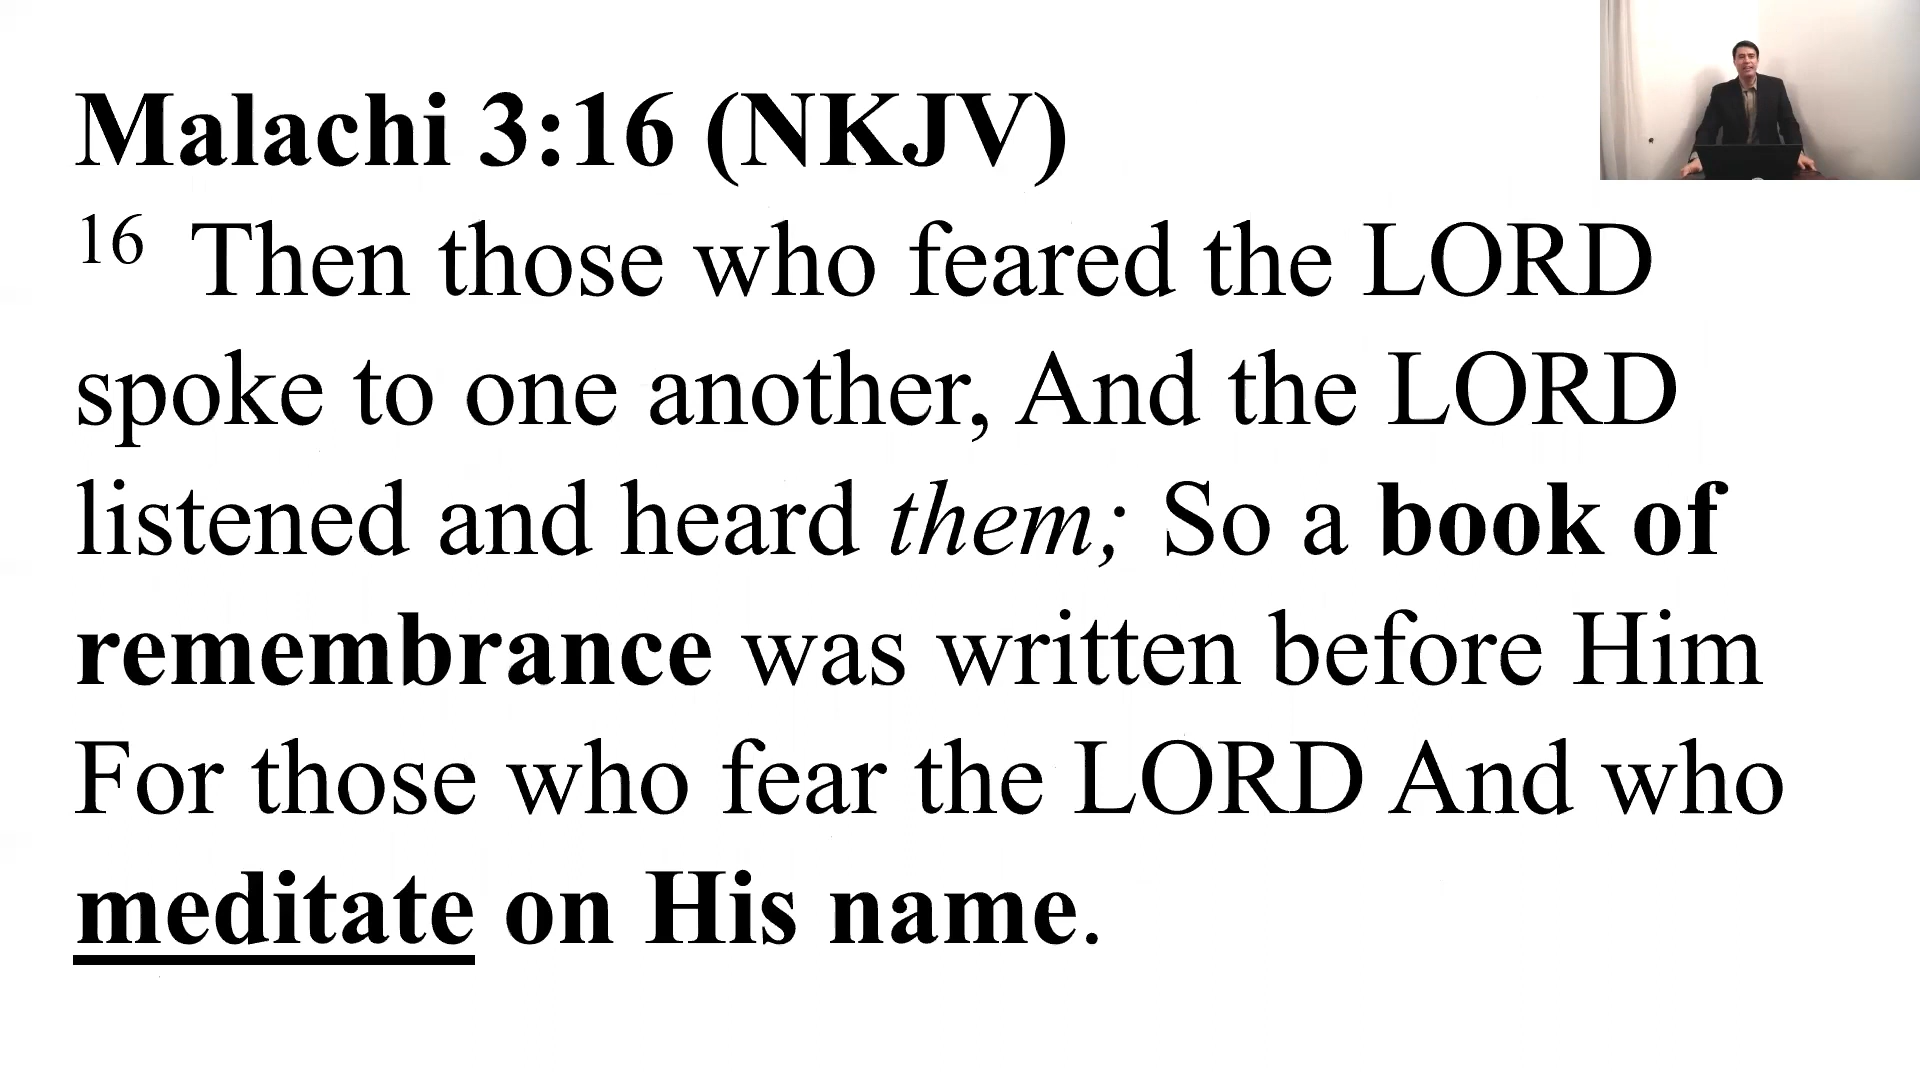 Malachi 3:16 (NKJV)
16 Then those who feared the LORD
spoke to one another, And the LORD
listened and heard them; So a book of
remembrance was written before Him
For those who fear the LORD And who
meditate on His name.